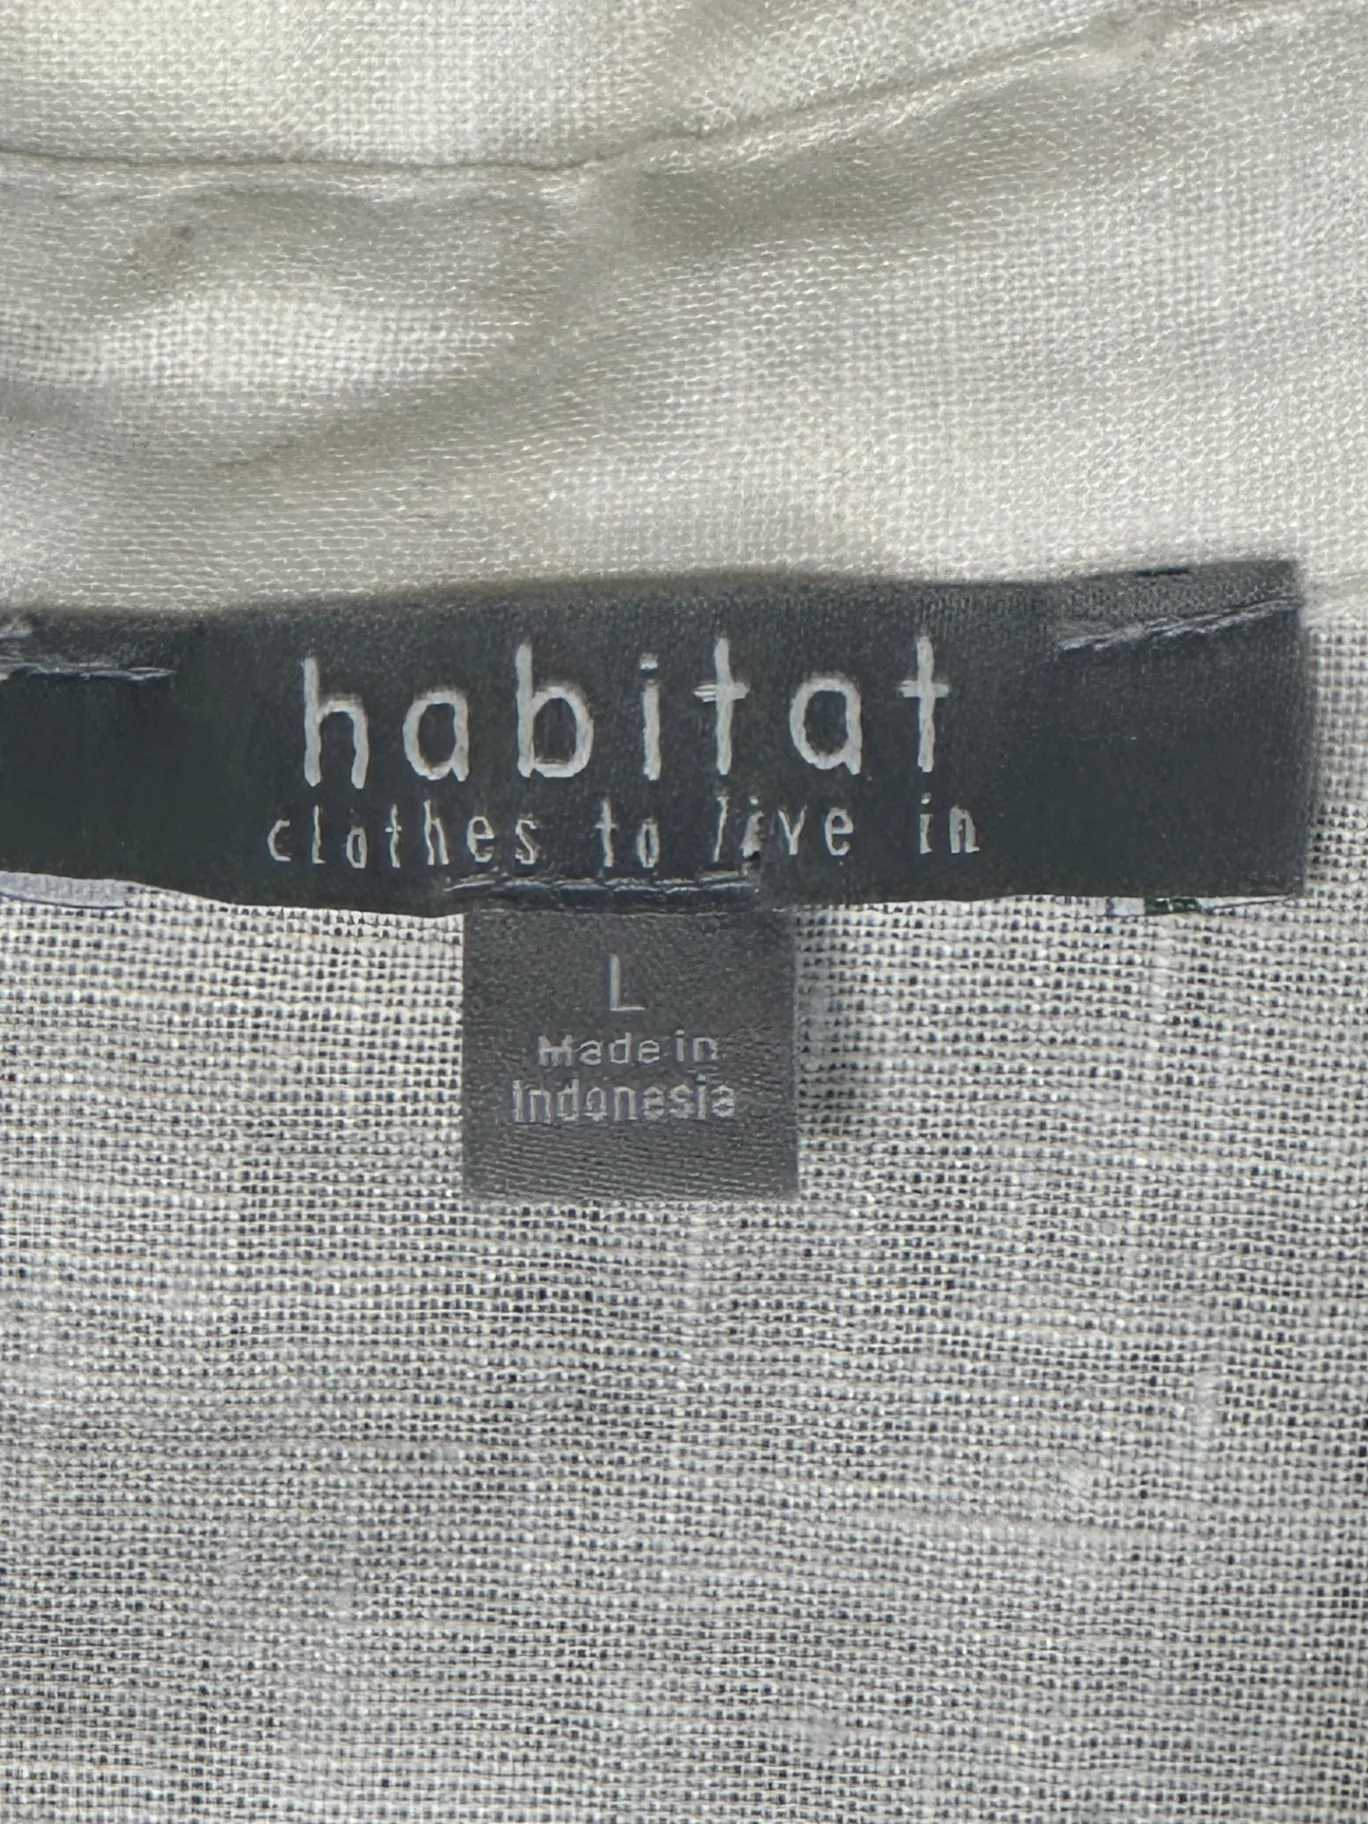 habitat
clothes to live in
L
Made in
Indonesia